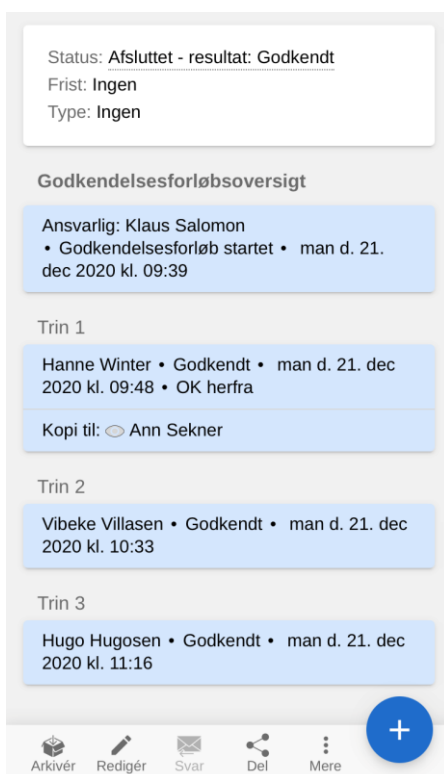 Status: Afsluttet - resultat: Godkendt
Frist: Ingen
Type: Ingen
Godkendelsesforløbsoversigt
Ansvarlig: Klaus Salomon
• Godkendelsesforløb startet • man d. 21.
dec 2020 kl. 09:39
Trin 1
Hanne Winter • Godkendt • man d. 21. dec
2020 kl. 09:48 • OK herfra
Kopi til: Ann Sekner
Trin 2
Vibeke Villasen • Godkendt • man d. 21. dec
2020 kl. 10:33
Trin 3
Hugo Hugosen • Godkendt • man d. 21. dec
2020 kl. 11:16
+
Arkivér Redigér Svar Del Mere